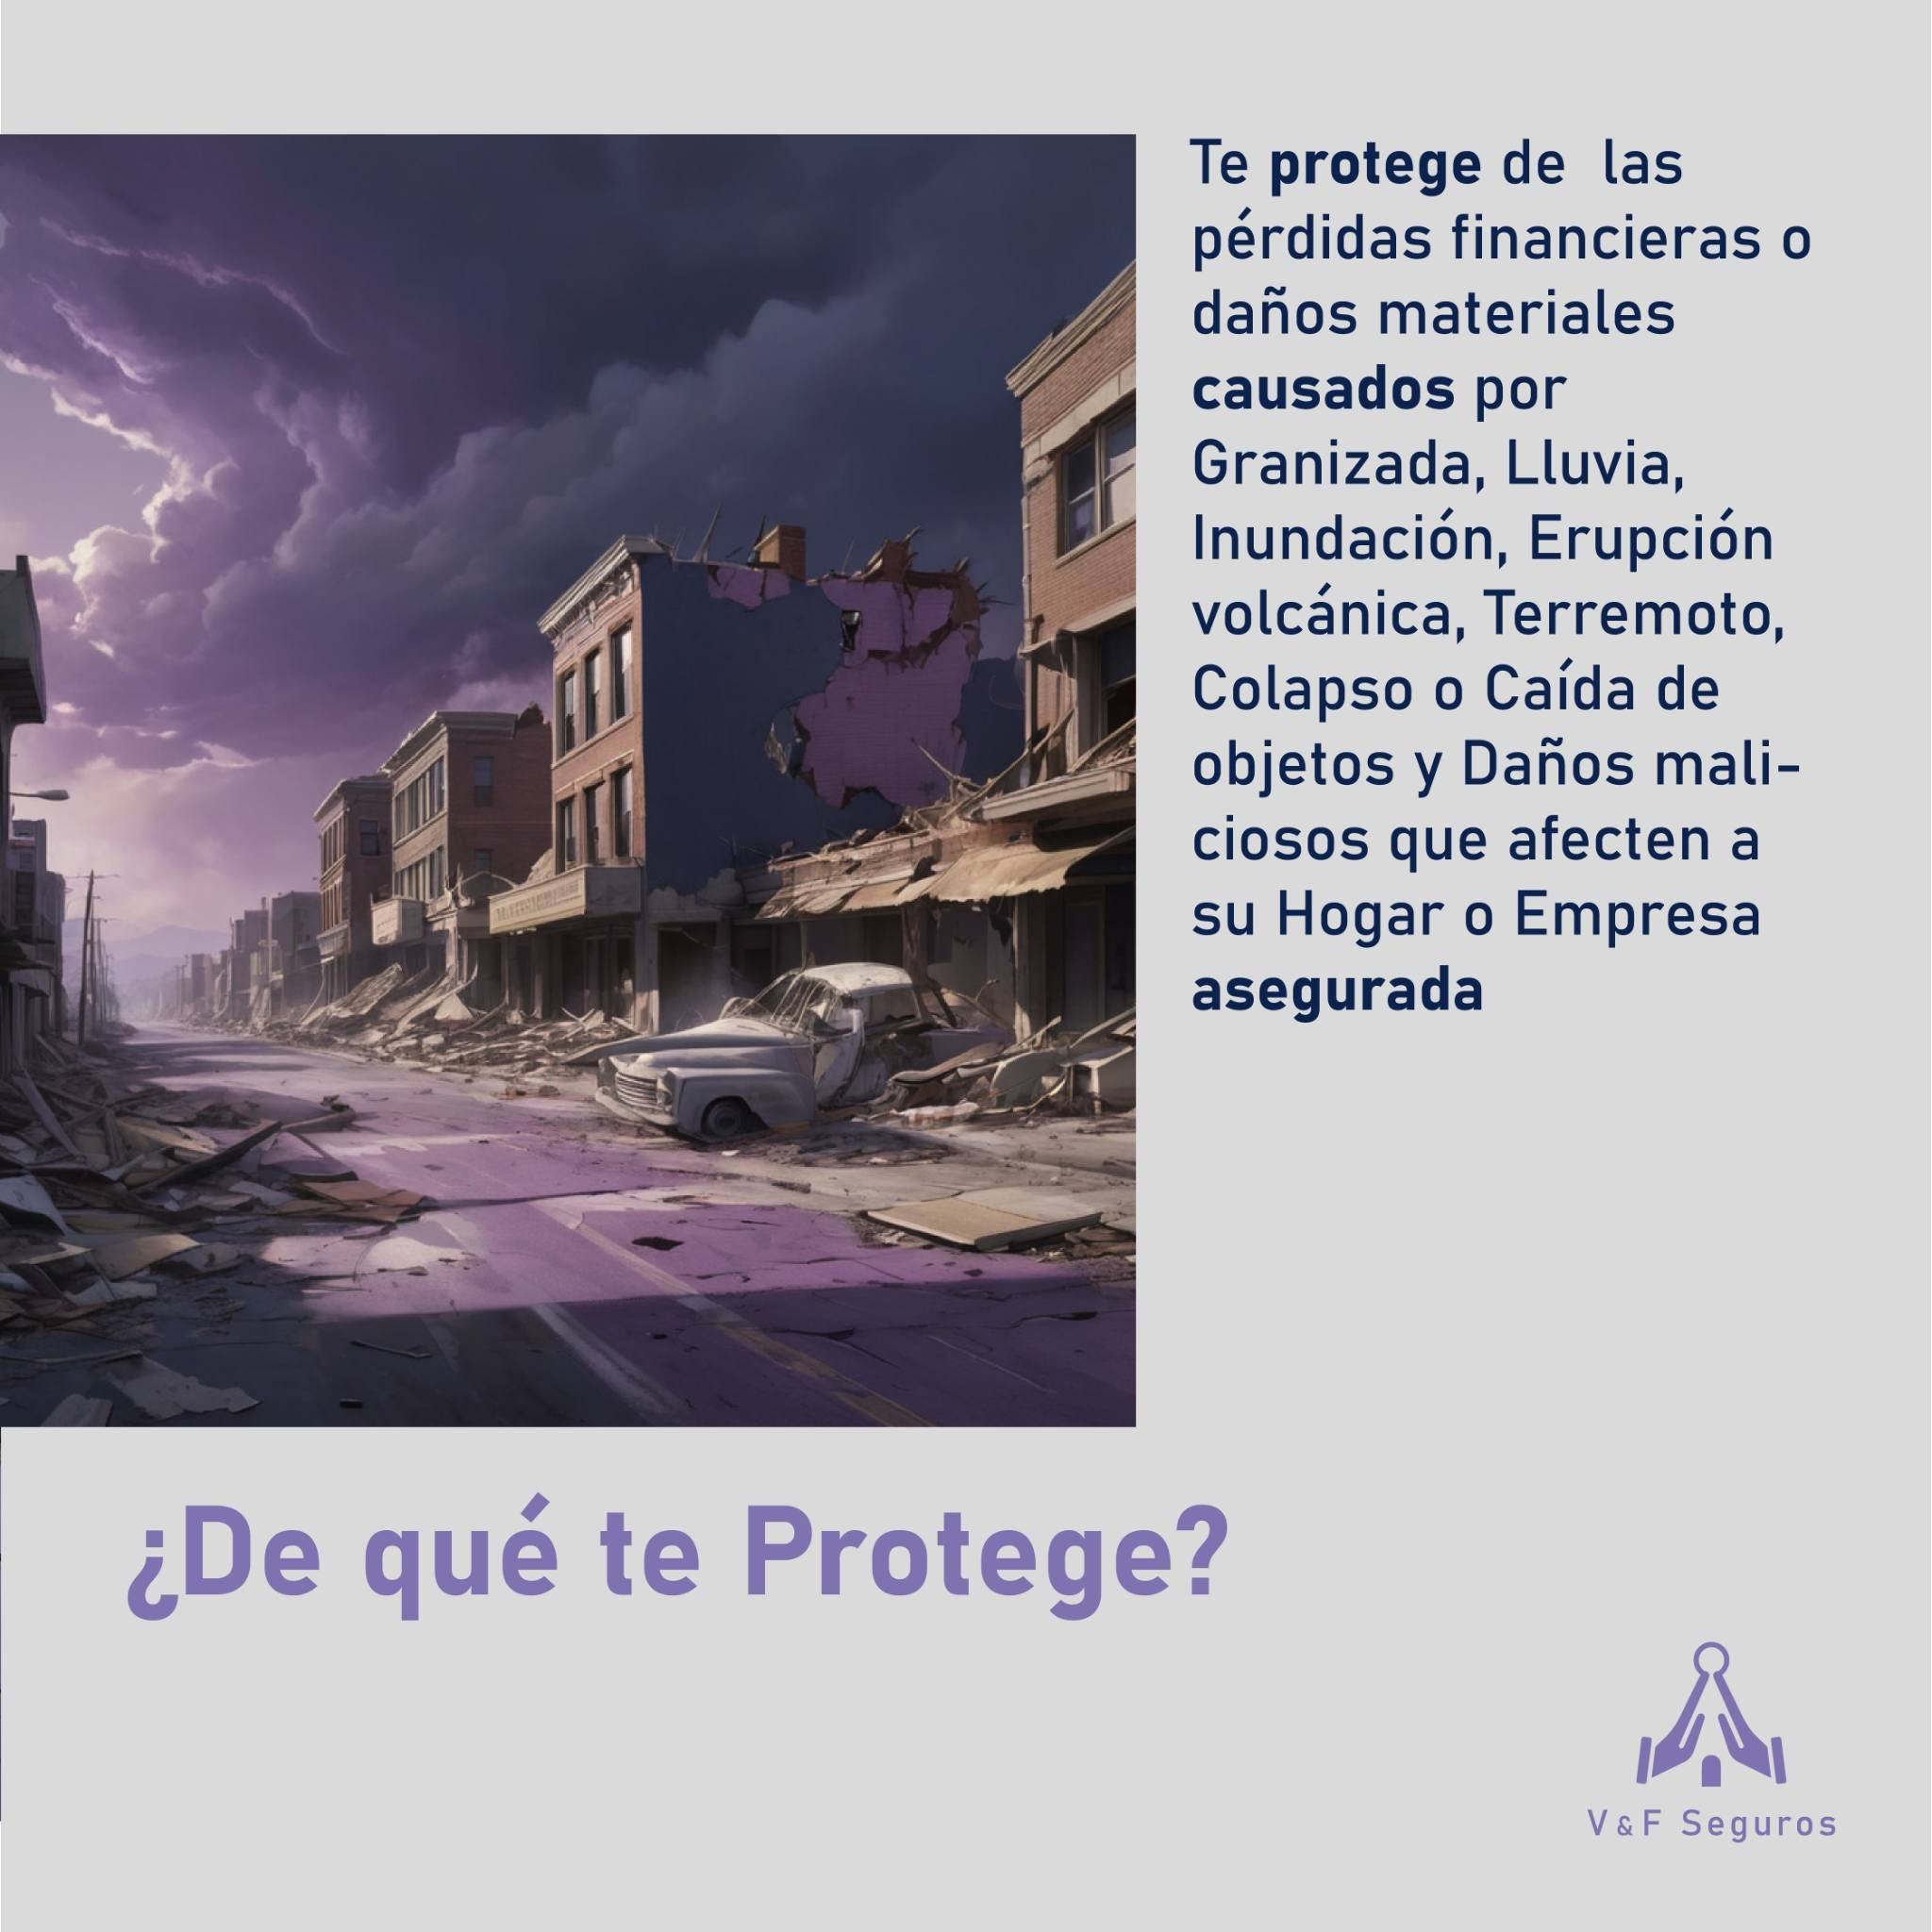 Te protege de  las
pérdidas financieras o
daños materiales
causados por
Granizada, Lluvia,
Inundación, Erupción
volcánica, Terremoto,
Colapso o Caída de
objetos y Daños mali-
ciosos que afecten a
su Hogar o Empresa
asegurada
¿De qué te Protege?
V & F Seguros